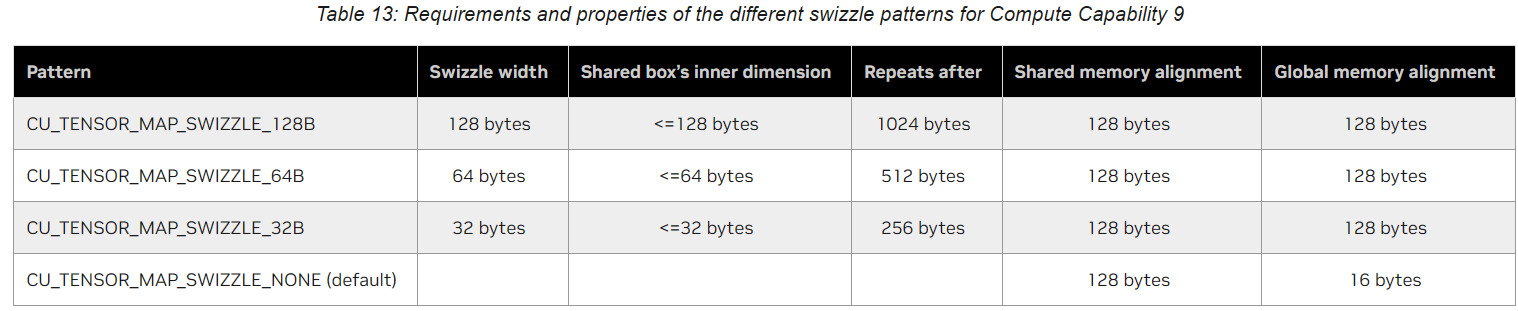 Table 13: Requirements and properties of the different swizzle patterns for Compute Capability 9
Pattern Swizzle width Shared box’s inner dimension Repeats after Shared memory alignment Global memory alignment
CU_TENSOR_MAP_SWIZZLE_128B 128 bytes <=128 bytes 1024 bytes 128 bytes 128 bytes
CU_TENSOR_MAP_SWIZZLE_64B 64 bytes <=64 bytes 512 bytes 128 bytes 128 bytes
CU_TENSOR_MAP_SWIZZLE_32B 32 bytes <=32 bytes 256 bytes 128 bytes 128 bytes
CU_TENSOR_MAP_SWIZZLE_NONE (default) 128 bytes 16 bytes